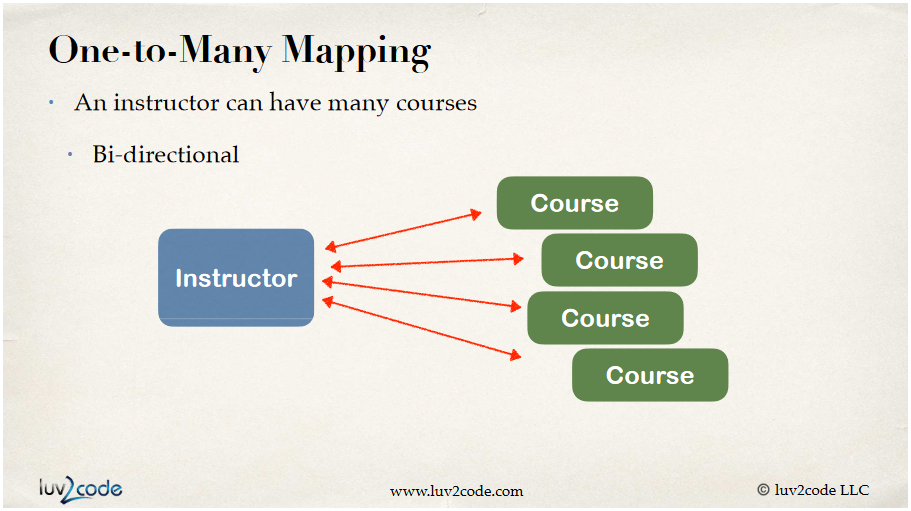 One-to-Many Mapping
• An instructor can have many courses
• Bi-directional
Course
Course
Instructor
Course
Course
luv2code
www.luv2code.com
© luv2code LLC